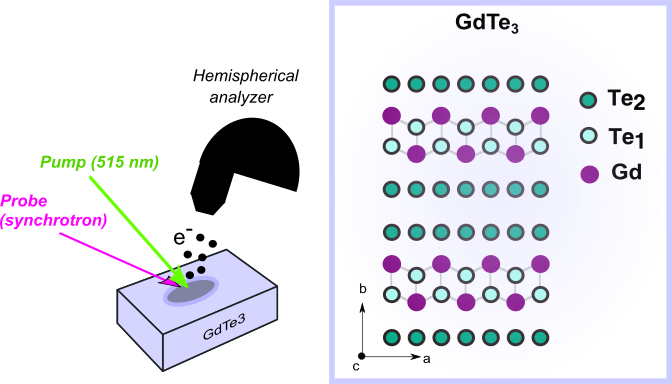 Hemispherical
analyzer
Pump (515 nm)
Probe
(synchrotron)
e-
GdTe3
GdTe3
Te2
Te1
Gd
b
c
a